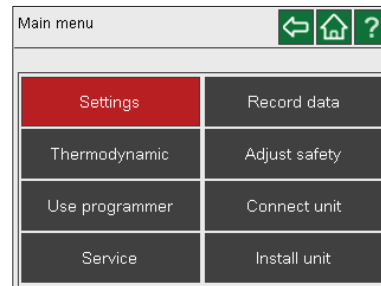 Main menu ?
Settings Record data
Thermodynamic Adjust safety
Use programmer Connect unit
Service Install unit